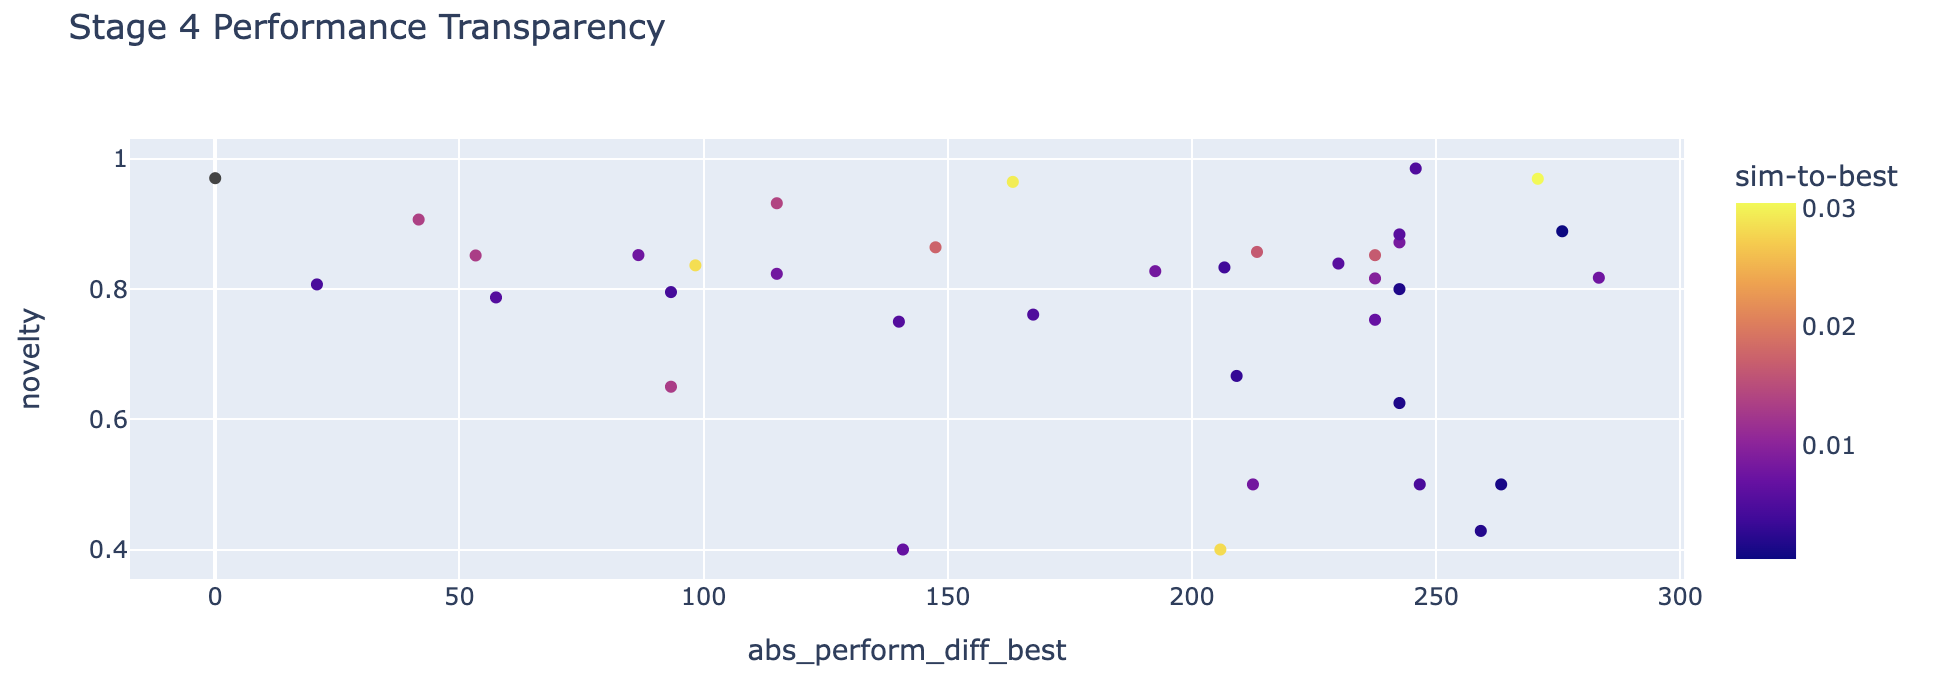 Stage 4 Performance Transparency
novelty
1
0.8
0.6
0.4
0 50 100 150 200 250 300
abs_perform_diff_best
sim-to-best
0.03
0.02
0.01